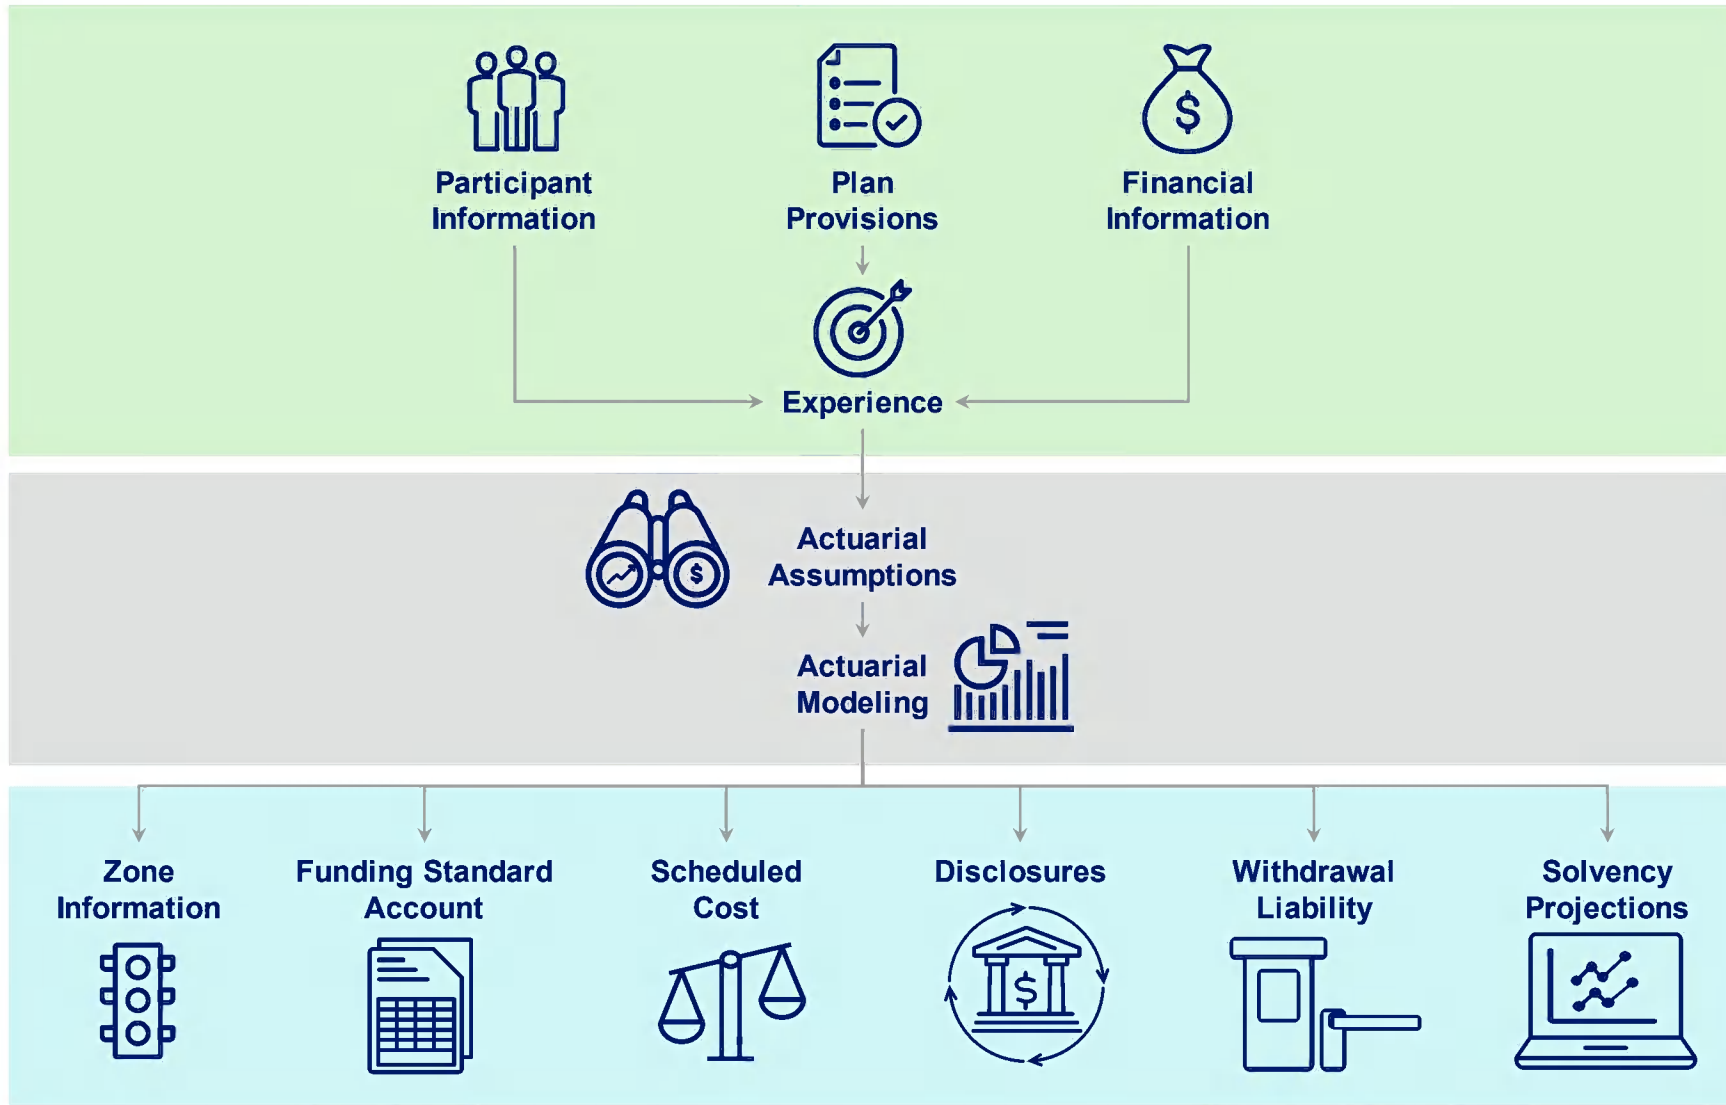 $
Participant
Information
Plan
Provisions
Financial
Information
Experience
$
Actuarial
Assumptions
Actuarial
Modeling
Zone
Information
Funding Standard
Account
Scheduled
Cost
Disclosures
Withdrawal
Liability
Solvency
Projections
$